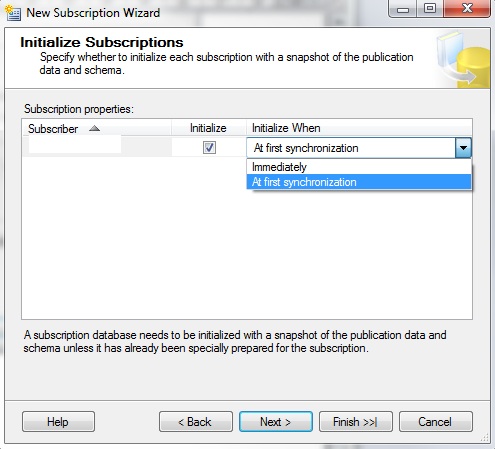 New Subscription Wizard
Initialize Subscriptions
Specify whether to initialize each subscription with a snapshot of the publication
data and schema.
Subscription properties:
Subscriber Initialize Initialize When
At first synchronization
Immediately
At first synchronization
A subscription database needs to be initialized with a snapshot of the publication data and
schema unless it has already been specially prepared for the subscription.
Help < Back Next > Finish >>| Cancel